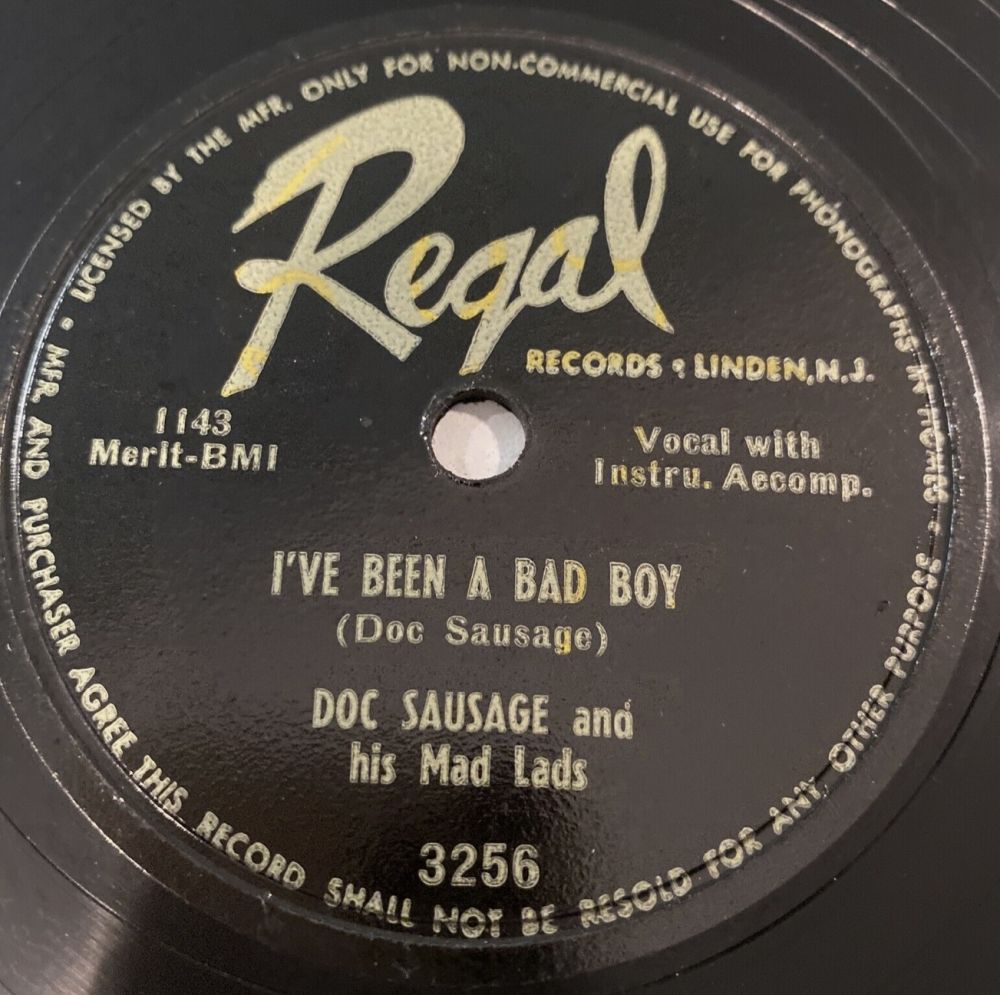 LICENSED BY THE MFR. ONLY FOR NON-COMMERCIAL USE FOR PHONOGRAPHS IN HOMES •
MFR. AND PURCHASER AGREE THIS RECORD SHALL NOT BE RESOLD FOR ANY OTHER PURPOSE •
Regal
RECORDS • LINDEN, N.J.
1143
Merit-BMI
Vocal with
Instru. Accomp.
I'VE BEEN A BAD BOY
(Doc Sausage)
DOC SAUSAGE and
his Mad Lads
3256